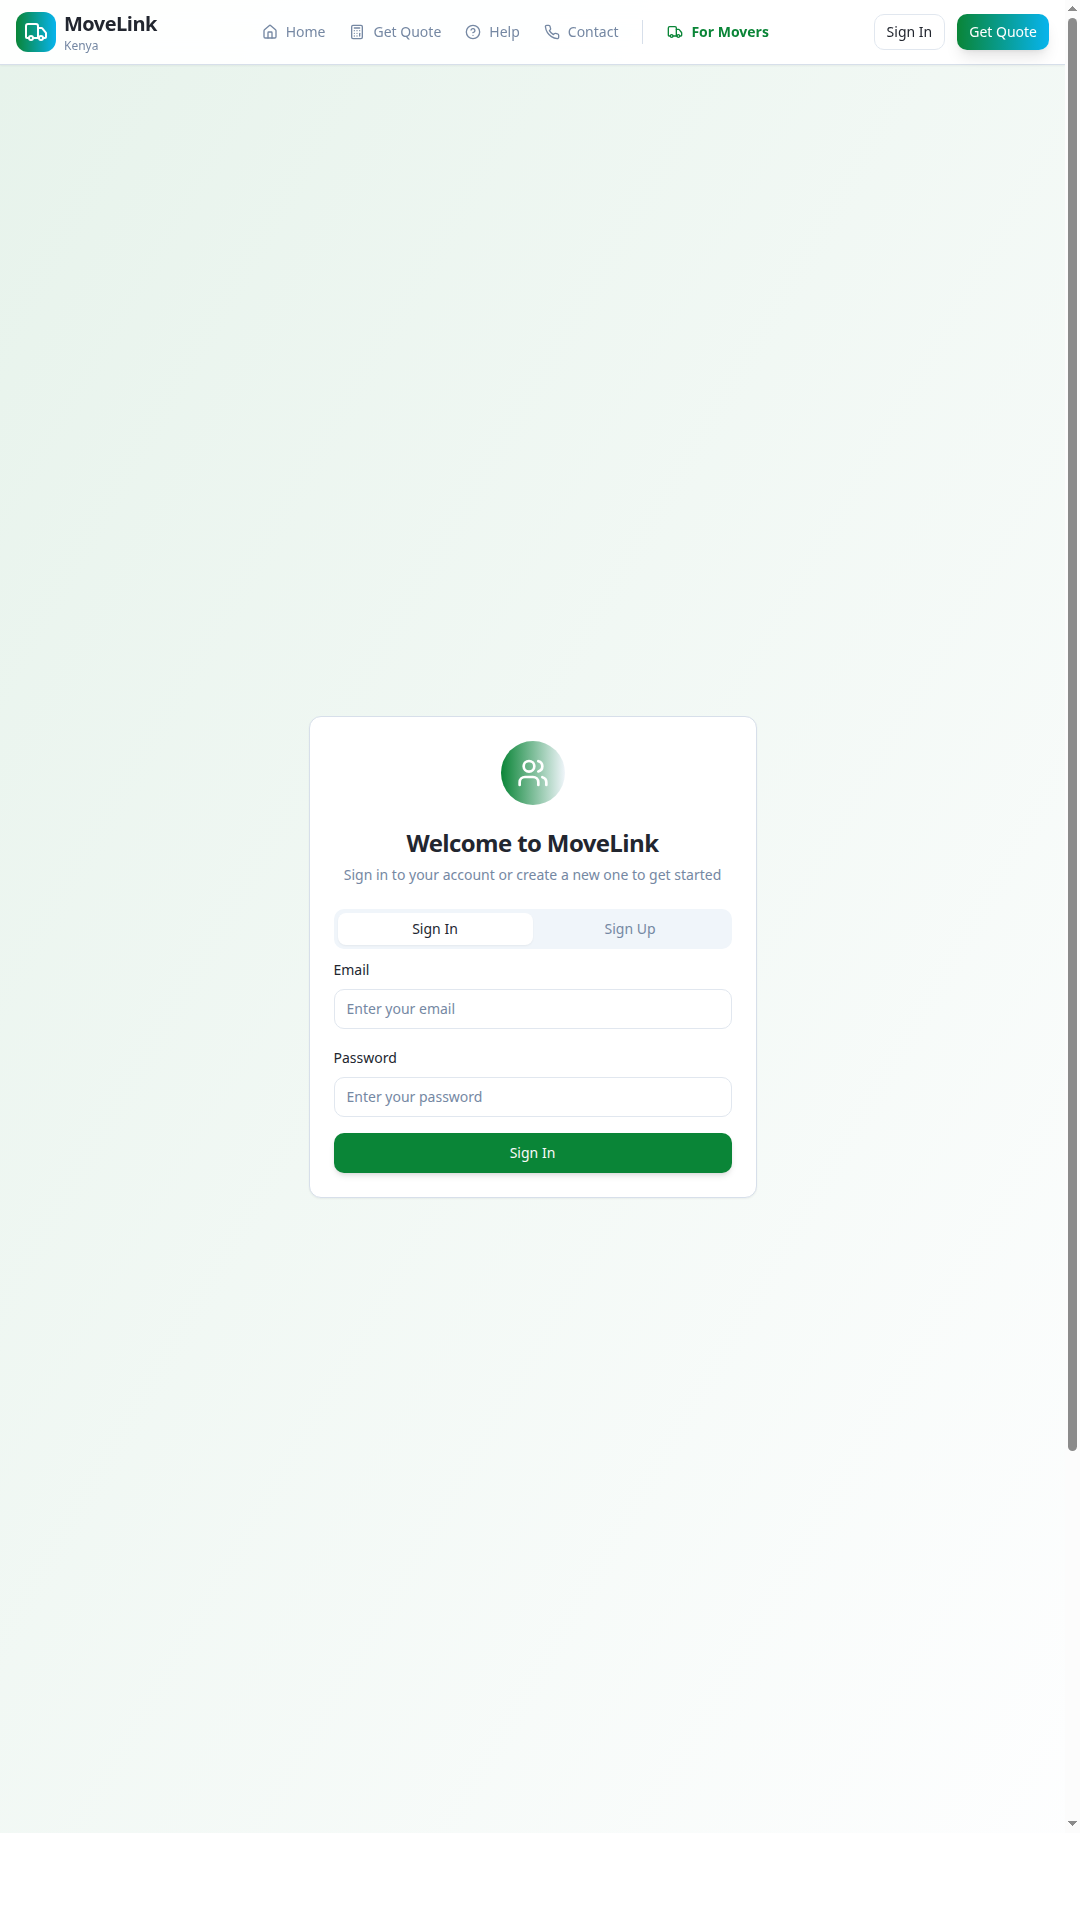 MoveLink
Kenya
Home
Get Quote
Help
Contact
For Movers
Sign In
Get Quote
Welcome to MoveLink
Sign in to your account or create a new one to get started
Sign In
Sign Up
Email
Enter your email
Password
Enter your password
Sign In